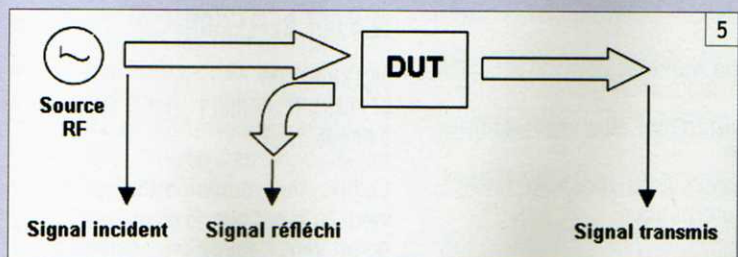 5
Source
RF
DUT
Signal incident
Signal réfléchi
Signal transmis